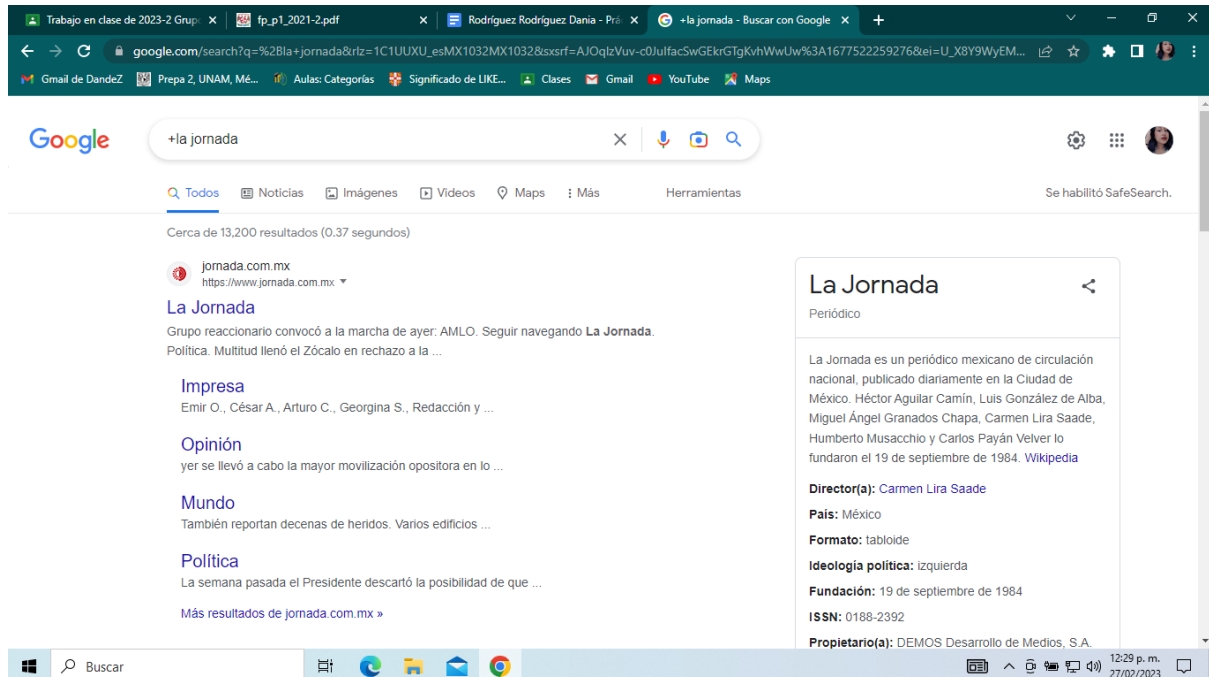 Trabajo en clase de 2023-2 Grupo
fp_p1_2021-2.pdf
Rodríguez Rodríguez Dania - Prá
+la jornada - Buscar con Google
google.com/search?q=%2Bla+jornada&rlz=1C1UUXU_esMX1032MX1032&sxsrf=AJOqlzVuv-c0JuIfacSwGEkrGTgKvhWwUw%3A1677522259276&ei=U_X8Y9WyEM...
Gmail de DandeZ
Prepa 2, UNAM, Mé...
Aulas: Categorías
Significado de LIKE...
Clases
Gmail
YouTube
Maps
Google
+la jornada
Todos
Noticias
Imágenes
Videos
Maps
Más
Herramientas
Se habilitó SafeSearch.
Cerca de 13,200 resultados (0.37 segundos)
jornada.com.mx
https://www.jornada.com.mx
La Jornada
Grupo reaccionario convocó a la marcha de ayer: AMLO. Seguir navegando La Jornada.
Política. Multitud llenó el Zócalo en rechazo a la ...
Impresa
Emir O., César A., Arturo C., Georgina S., Redacción y ...
Opinión
yer se llevó a cabo la mayor movilización opositora en lo ...
Mundo
También reportan decenas de heridos. Varios edificios ...
Política
La semana pasada el Presidente descartó la posibilidad de que ...
Más resultados de jornada.com.mx »
La Jornada
Periódico
La Jornada es un periódico mexicano de circulación
nacional, publicado diariamente en la Ciudad de
México. Héctor Aguilar Camín, Luis González de Alba,
Miguel Ángel Granados Chapa, Carmen Lira Saade,
Humberto Musacchio y Carlos Payán Velver lo
fundaron el 19 de septiembre de 1984. Wikipedia
Director(a): Carmen Lira Saade
País: México
Formato: tabloide
Ideología política: izquierda
Fundación: 19 de septiembre de 1984
ISSN: 0188-2392
Propietario(a): DEMOS Desarrollo de Medios, S.A.
Buscar
12:29 p. m.
27/02/2023